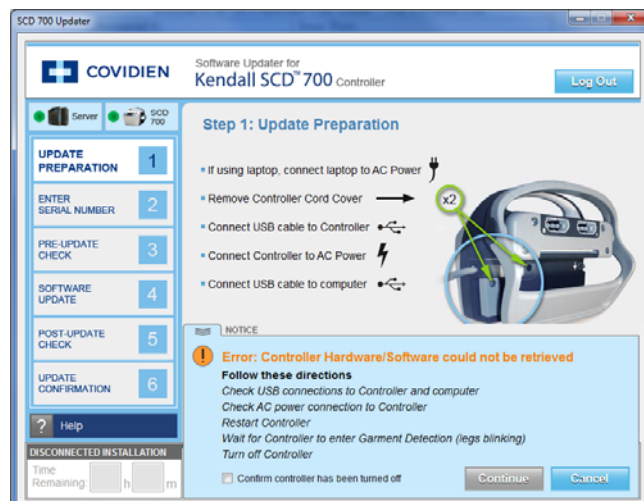 SCD 700 Updater
COVIDIEN
Software Updater for
Kendall SCD™ 700 Controller
Log Out
Server
SCD
700
UPDATE
PREPARATION
1
ENTER
SERIAL NUMBER
2
PRE-UPDATE
CHECK
3
SOFTWARE
UPDATE
4
POST-UPDATE
CHECK
5
UPDATE
CONFIRMATION
6
? Help
DISCONNECTED INSTALLATION
Time
Remaining: h m
Step 1: Update Preparation
If using laptop, connect laptop to AC Power
Remove Controller Cord Cover
x2
Connect USB cable to Controller
Connect Controller to AC Power
Connect USB cable to computer
NOTICE
Error: Controller Hardware/Software could not be retrieved
Follow these directions
Check USB connections to Controller and computer
Check AC power connection to Controller
Restart Controller
Wait for Controller to enter Garment Detection (legs blinking)
Turn off Controller
Confirm controller has been turned off
Continue
Cancel